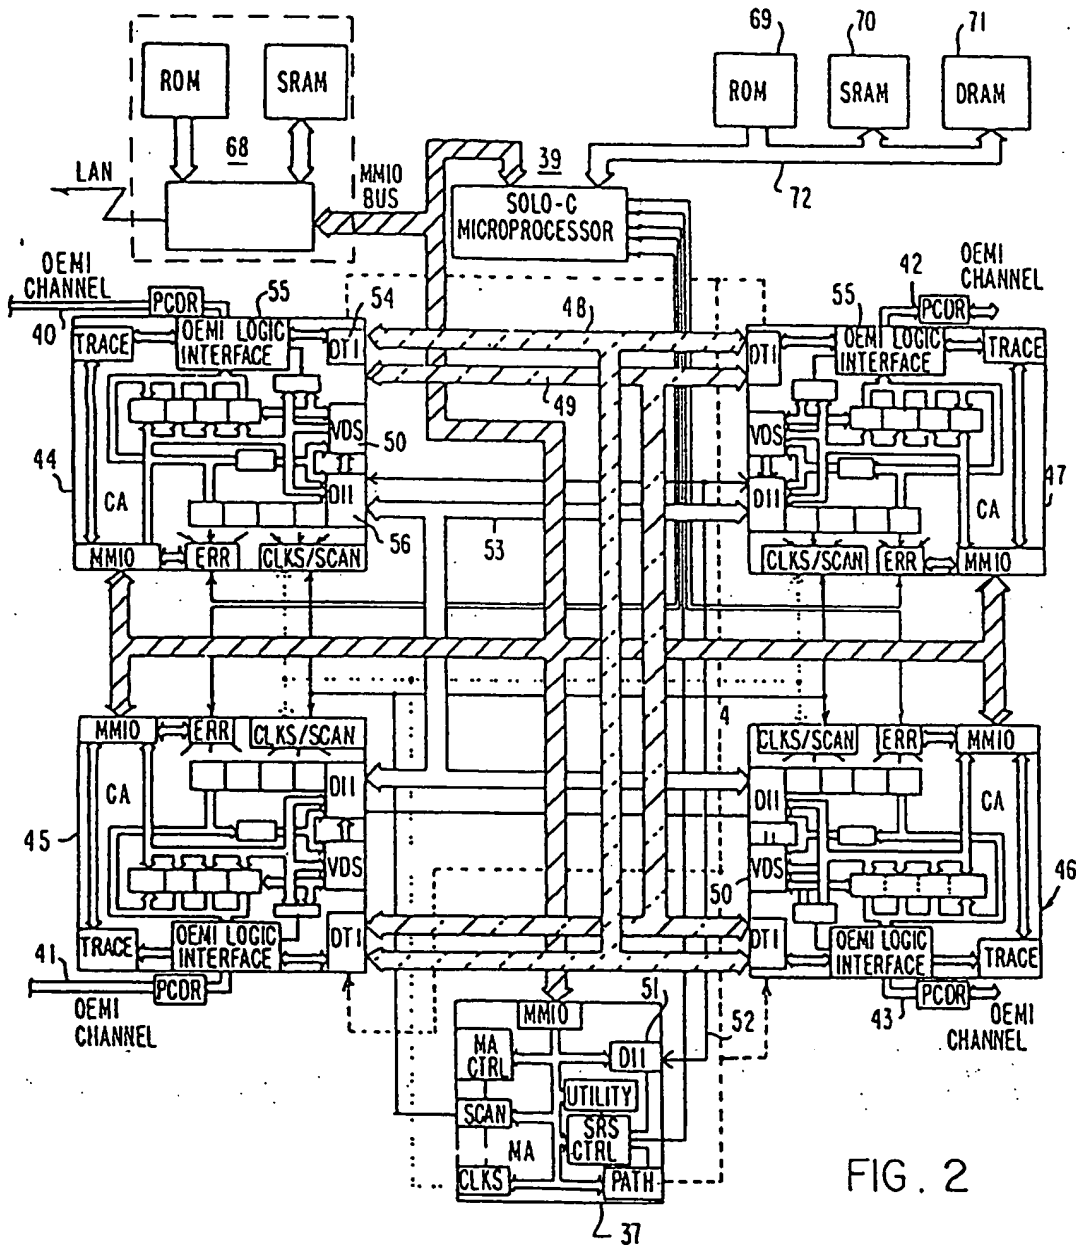 69
70
71
ROM
SRAM
ROM
SRAM
DRAM
68
39
LAN
MMIO
BUS
SOLO-C
MICROPROCESSOR
72
OEMI
CHANNEL
PCDR
55
54
48
55
42
PCDR
OEMI
CHANNEL
40
TRACE
OEMI LOGIC
INTERFACE
DTI
DTI
OEMI LOGIC
INTERFACE
TRACE
49
VDS
50
VDS
44
DII
DII
47
CA
53
CA
56
MMIO
ERR
CLKS/SCAN
CLKS/SCAN
ERR
MMIO
4
MMIO
ERR
CLKS/SCAN
CLKS/SCAN
ERR
MMIO
CA
DII
DII
CA
45
VDS
50
VDS
46
TRACE
OEMI LOGIC
INTERFACE
DTI
DTI
OEMI LOGIC
INTERFACE
TRACE
41
PCDR
OEMI
CHANNEL
51
52
43
PCDR
OEMI
CHANNEL
MMIO
MA
CTRL
DII
UTILITY
SCAN
SRS
CTRL
MA
CLKS
PATH
37
FIG. 2